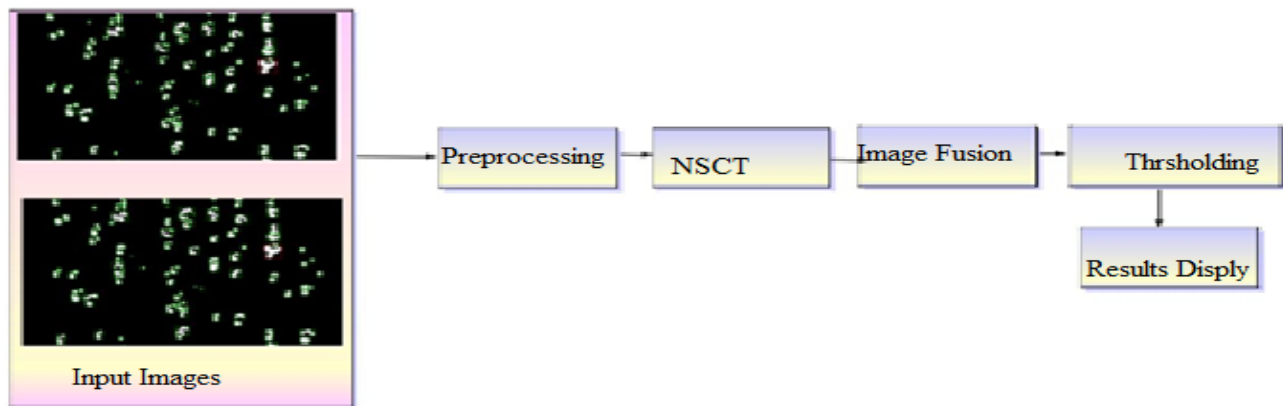 Preprocessing
NSCT
Image Fusion
Thrsholding
Results Disply
Input Images